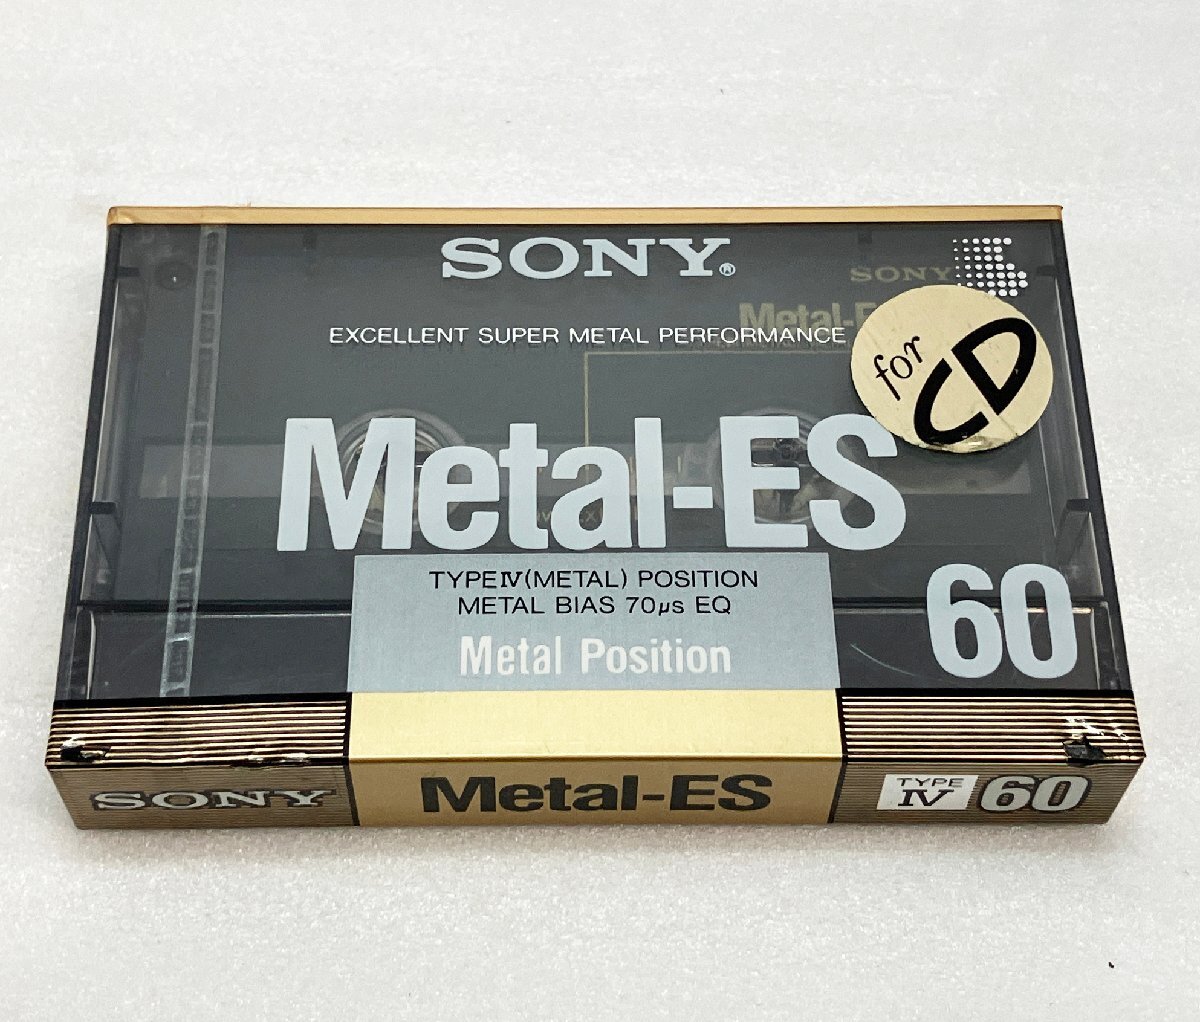 SONY®
SONY
Metal-E
EXCELLENT SUPER METAL PERFORMANCE
for CD
Metal-ES
TYPE IV (METAL) POSITION
METAL BIAS 70μs EQ
60
Metal Position
SONY
Metal-ES
TYPE
IV
60